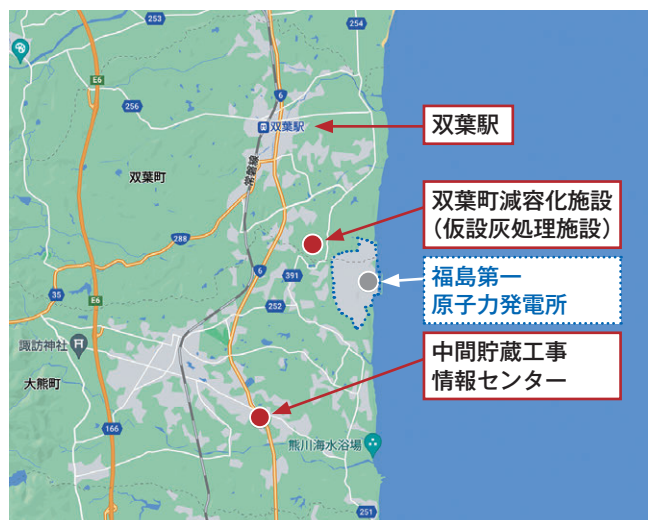 253
254
E6
6
256
双葉駅
双葉駅
常磐線
双葉町
双葉町減容化施設
（仮設灰処理施設）
288
6
391
福島第一
原子力発電所
35
E6
252
諏訪神社
中間貯蔵工事
情報センター
大熊町
166
熊川海水浴場
251